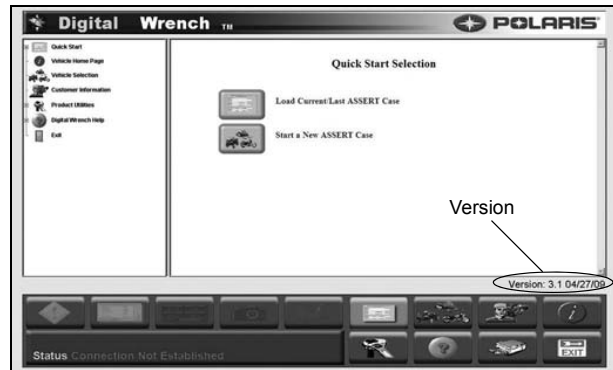 Digital Wrench TM
POLARIS
Quick Start
Vehicle Home Page
Vehicle Selection
Customer Information
Product Utilities
Digital Wrench Help
Exit
Quick Start Selection
Load Current/Last ASSERT Case
Start a New ASSERT Case
Version
Version: 3.1 04/27/09
Status Connection Not Established
EXIT